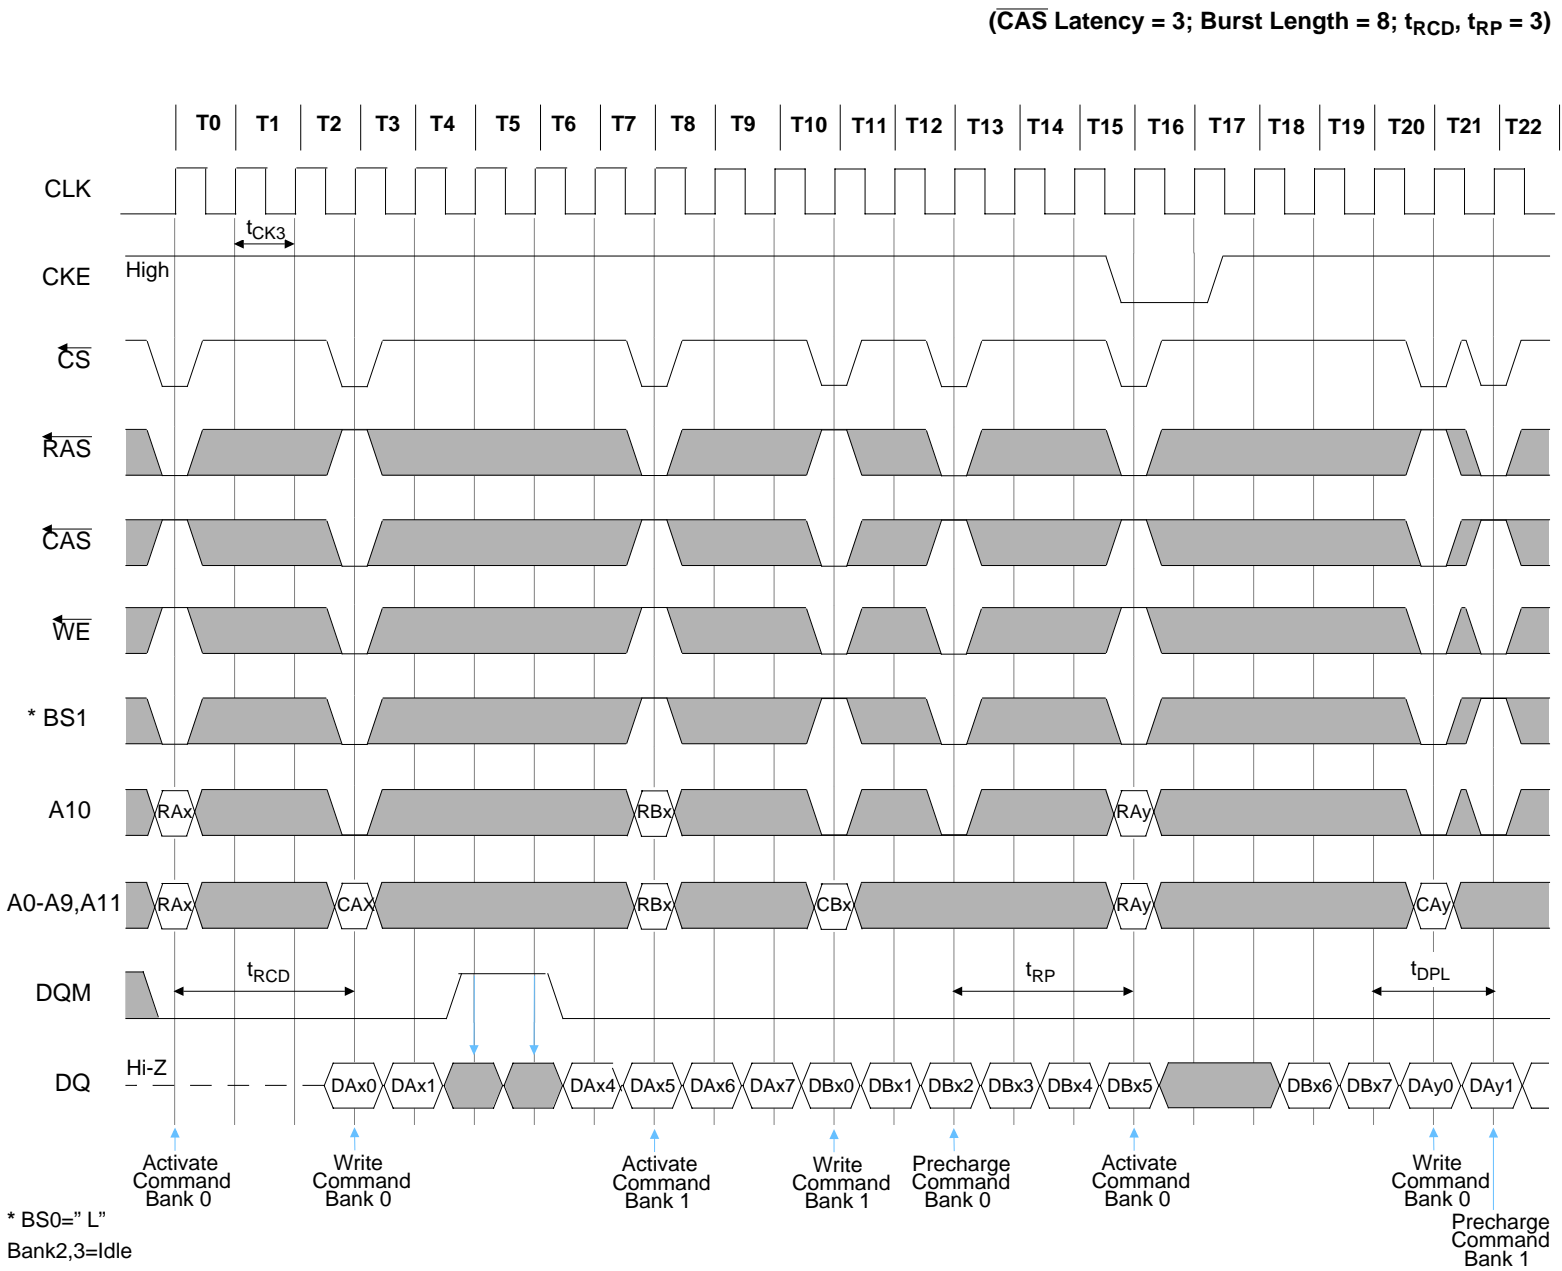 (CAS Latency = 3; Burst Length = 8; tRCD, tRP = 3)
T0 T1 T2 T3 T4 T5 T6 T7 T8 T9 T10 T11 T12 T13 T14 T15 T16 T17 T18 T19 T20 T21 T22
CLK
tCK3
CKE High
CS
RAS
CAS
WE
* BS1
A10 RAx RBx RAy
A0-A9,A11 RAx CAX RBx CBx RAy CAy
DQM tRCD tRP tDPL
DQ Hi-Z DAx0 DAx1 DAx4 DAx5 DAx6 DAx7 DBx0 DBx1 DBx2 DBx3 DBx4 DBx5 DBx6 DBx7 DAy0 DAy1
Activate
Command
Bank 0
Write
Command
Bank 0
Activate
Command
Bank 1
Write
Command
Bank 1
Precharge
Command
Bank 0
Activate
Command
Bank 0
Write
Command
Bank 0
Precharge
Command
Bank 1
* BS0=” L”
Bank2,3=Idle